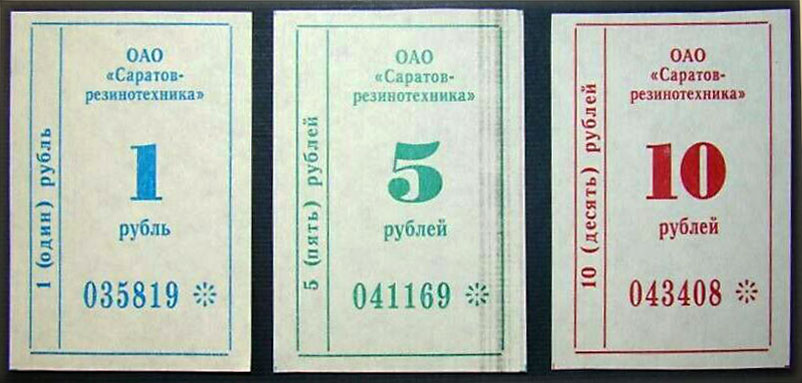 1 (один) рубль
ОАО
«Саратов-
резинотехника»
1
рубль
035819 ❊
5 (пять) рублей
ОАО
«Саратов-
резинотехника»
5
рублей
041169 ❊
10 (десять) рублей
ОАО
«Саратов-
резинотехника»
10
рублей
043408 ❊